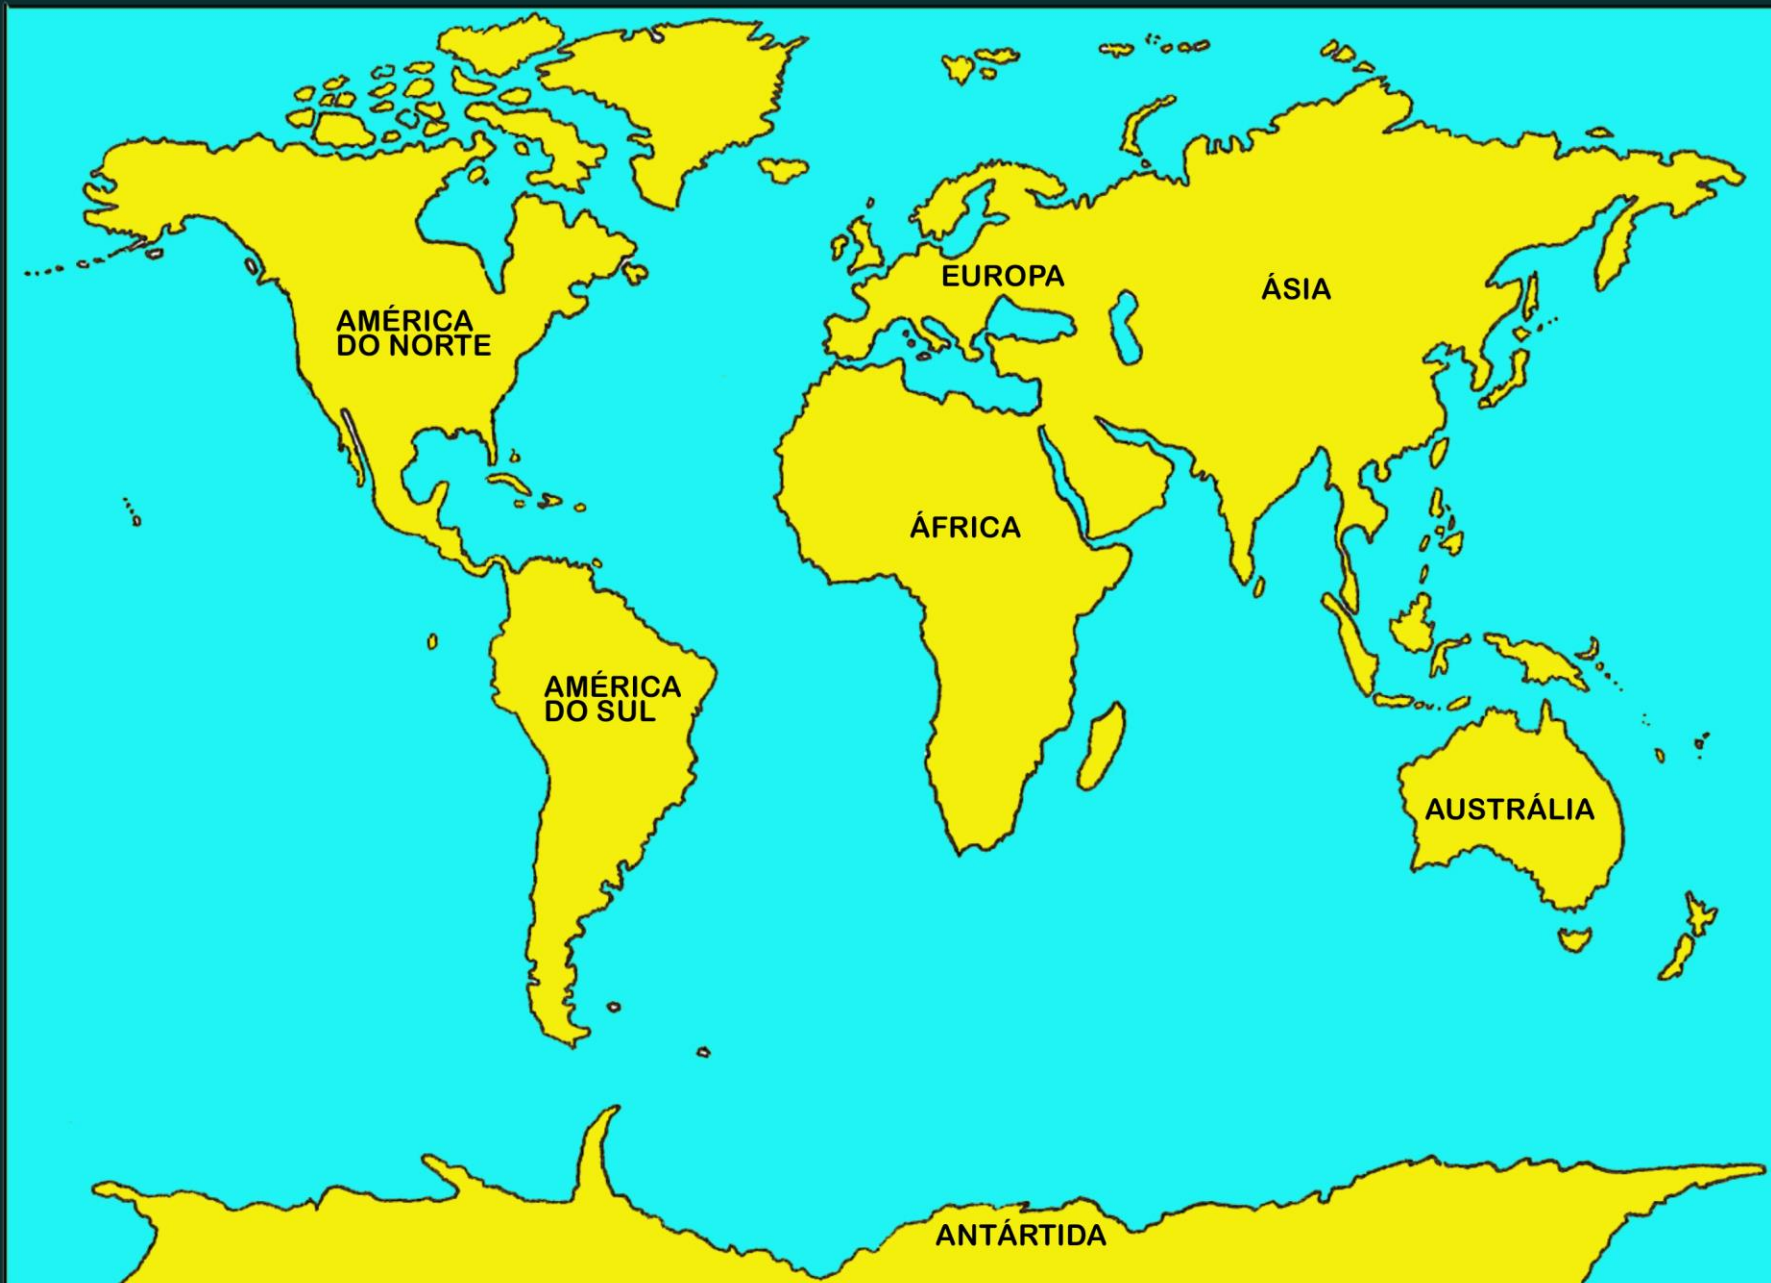 EUROPA
ÁSIA
AMÉRICA
DO NORTE
ÁFRICA
AMÉRICA
DO SUL
AUSTRÁLIA
ANTÁRTIDA